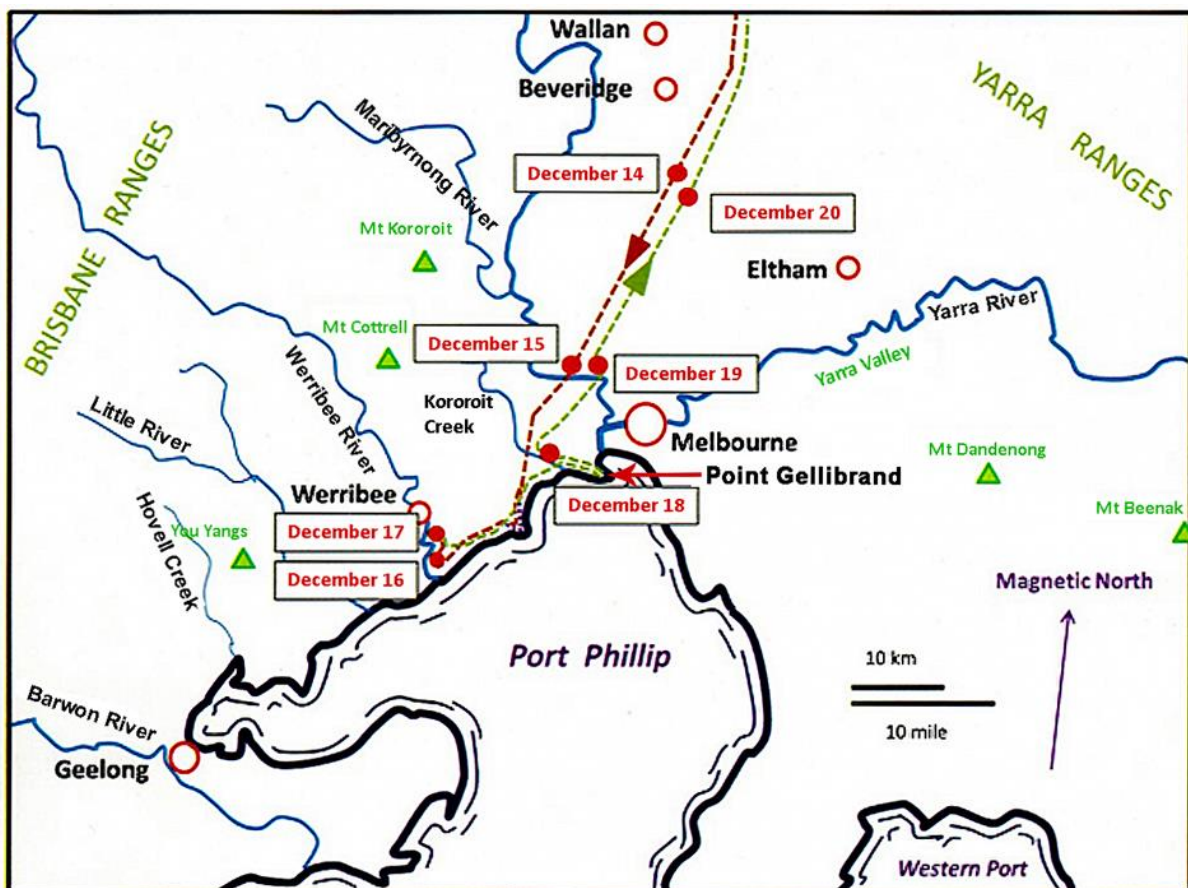 Wallan
Beveridge
YARRA
RANGES
Maribyrnong River
BRISBANE RANGES
December 14
December 20
Mt Kororoit
Eltham
Yarra River
Mt Cottrell
December 15
December 19
Yarra Valley
Werribee River
Little River
Kororoit
Creek
Melbourne
Mt Dandenong
Point Gellibrand
Werribee
December 18
Hovell Creek
You Yangs
December 17
December 16
Mt Beenak
Magnetic North
Port Phillip
10 km
10 mile
Barwon River
Geelong
Western Port